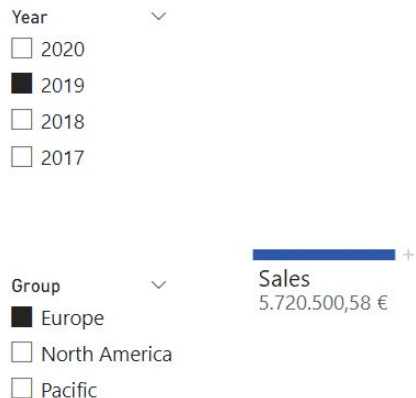 Year
2020
2019
2018
2017
Group
Europe
North America
Pacific
Sales
5.720.500,58 €